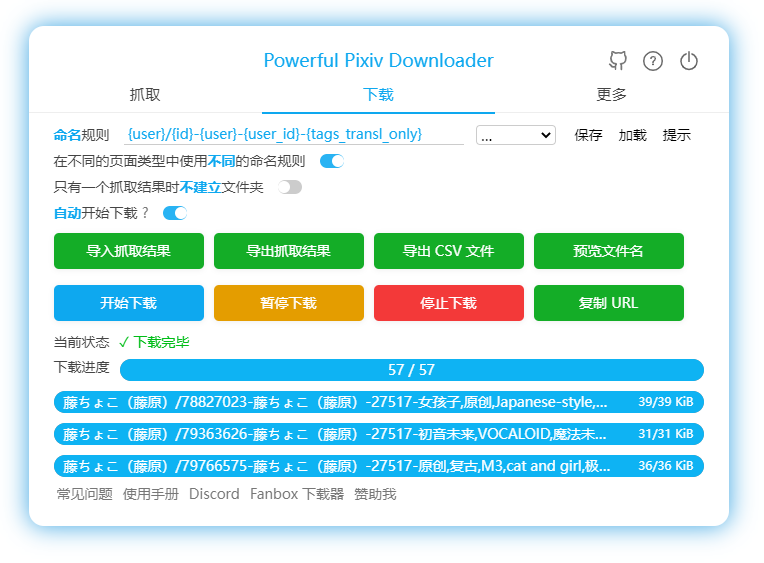 Powerful Pixiv Downloader
抓取 下载 更多
命名规则 {user}/{id}-{user}-{user_id}-{tags_transl_only} ... 保存 加载 提示
在不同的页面类型中使用不同的命名规则
只有一个抓取结果时不建立文件夹
自动开始下载 ?
导入抓取结果 导出抓取结果 导出 CSV 文件 预览文件名
开始下载 暂停下载 停止下载 复制 URL
当前状态 ✓ 下载完毕
下载进度 57 / 57
藤ちょこ（藤原）/78827023-藤ちょこ（藤原）-27517-女孩子,原创,Japanese-style,... 39/39 KiB
藤ちょこ（藤原）/79363626-藤ちょこ（藤原）-27517-初音未来,VOCALOID,魔法未... 31/31 KiB
藤ちょこ（藤原）/79766575-藤ちょこ（藤原）-27517-原创,复古,M3,cat and girl,极... 36/36 KiB
常见问题 使用手册 Discord Fanbox 下载器 赞助我